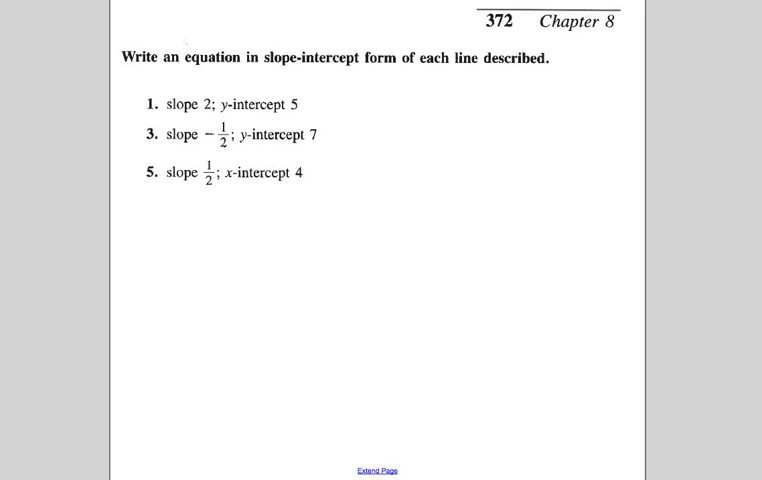 372 Chapter 8
Write an equation in slope-intercept form of each line described.
1. slope 2; y-intercept 5
3. slope −1/2; y-intercept 7
5. slope 1/2; x-intercept 4
Extend Page